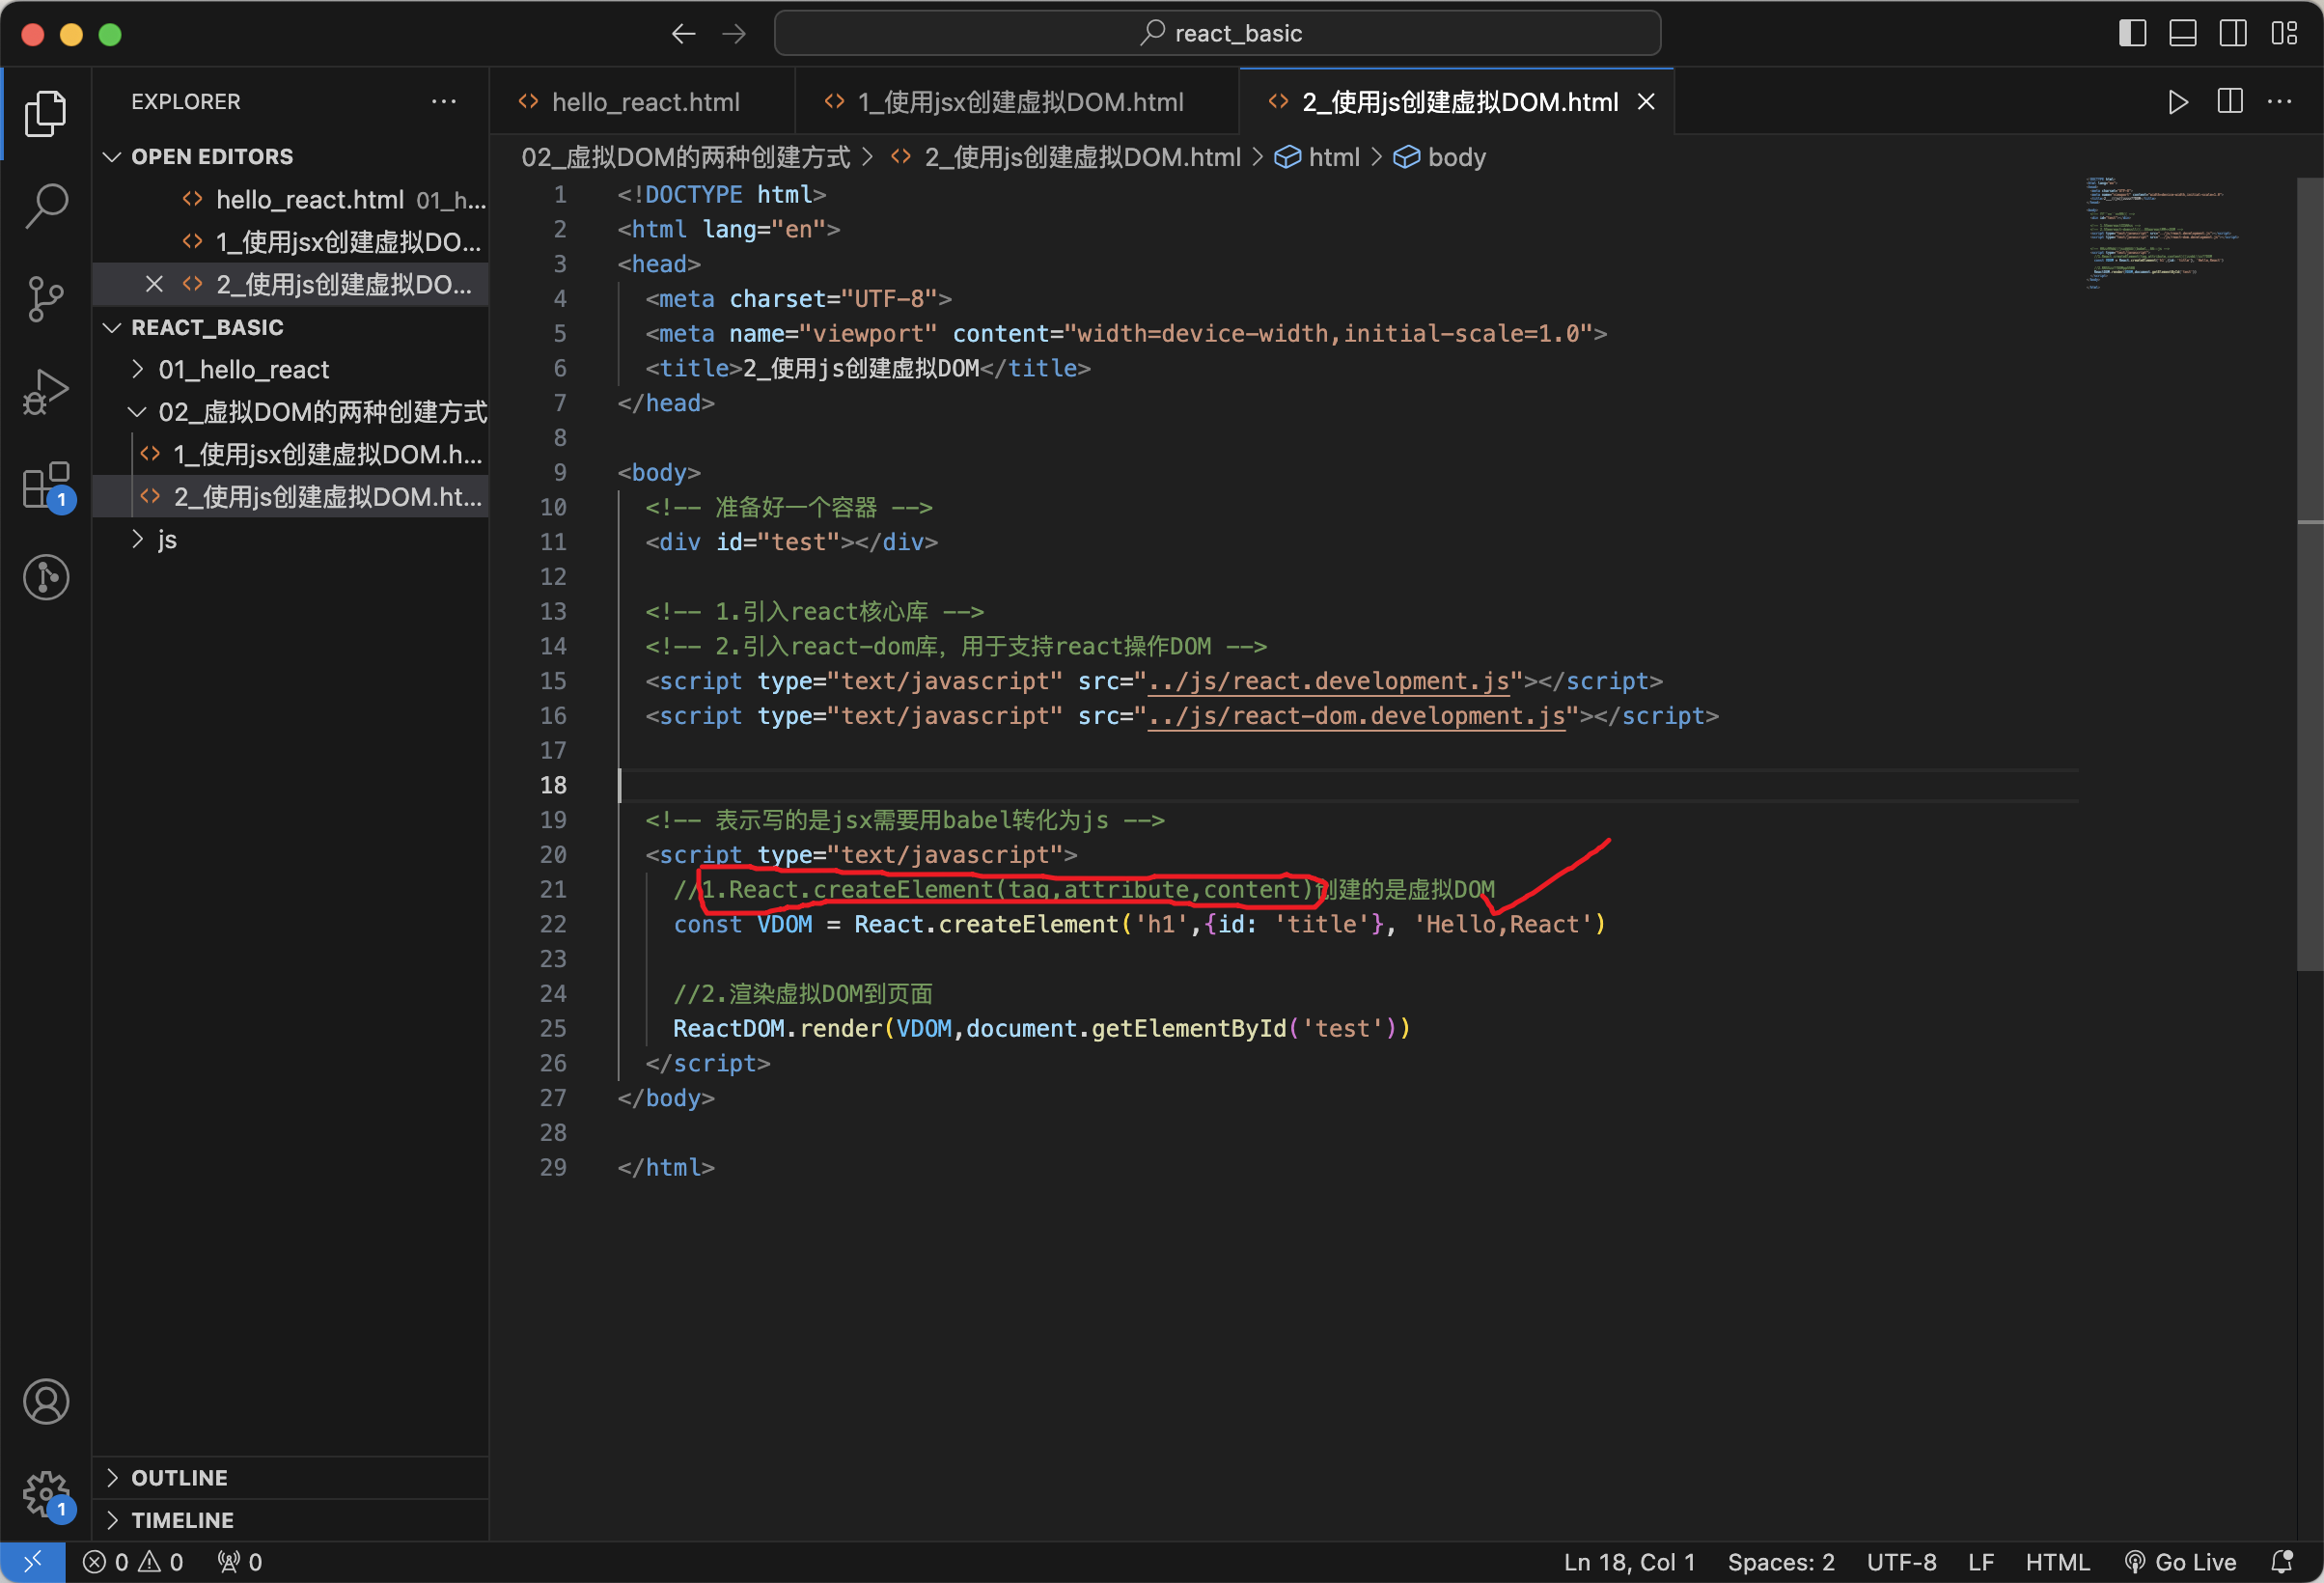 react_basic
EXPLORER
OPEN EDITORS
hello_react.html 01_h...
1_使用jsx创建虚拟DO...
2_使用js创建虚拟DO...
REACT_BASIC
01_hello_react
02_虚拟DOM的两种创建方式
1_使用jsx创建虚拟DOM.h...
2_使用js创建虚拟DOM.ht...
js
1
OUTLINE
TIMELINE
1
hello_react.html
1_使用jsx创建虚拟DOM.html
2_使用js创建虚拟DOM.html
02_虚拟DOM的两种创建方式 > 2_使用js创建虚拟DOM.html > html > body
1 <!DOCTYPE html>
2 <html lang="en">
3 <head>
4 <meta charset="UTF-8">
5 <meta name="viewport" content="width=device-width,initial-scale=1.0">
6 <title>2_使用js创建虚拟DOM</title>
7 </head>
8
9 <body>
10 <!-- 准备好一个容器 -->
11 <div id="test"></div>
12
13 <!-- 1.引入react核心库 -->
14 <!-- 2.引入react-dom库，用于支持react操作DOM -->
15 <script type="text/javascript" src="../js/react.development.js"></script>
16 <script type="text/javascript" src="../js/react-dom.development.js"></script>
17
18
19 <!-- 表示写的是jsx需要用babel转化为js -->
20 <script type="text/javascript">
21 //1.React.createElement(tag,attribute,content)创建的是虚拟DOM
22 const VDOM = React.createElement('h1',{id: 'title'}, 'Hello,React')
23
24 //2.渲染虚拟DOM到页面
25 ReactDOM.render(VDOM,document.getElementById('test'))
26 </script>
27 </body>
28
29 </html>
0 0 0
Ln 18, Col 1 Spaces: 2 UTF-8 LF HTML Go Live